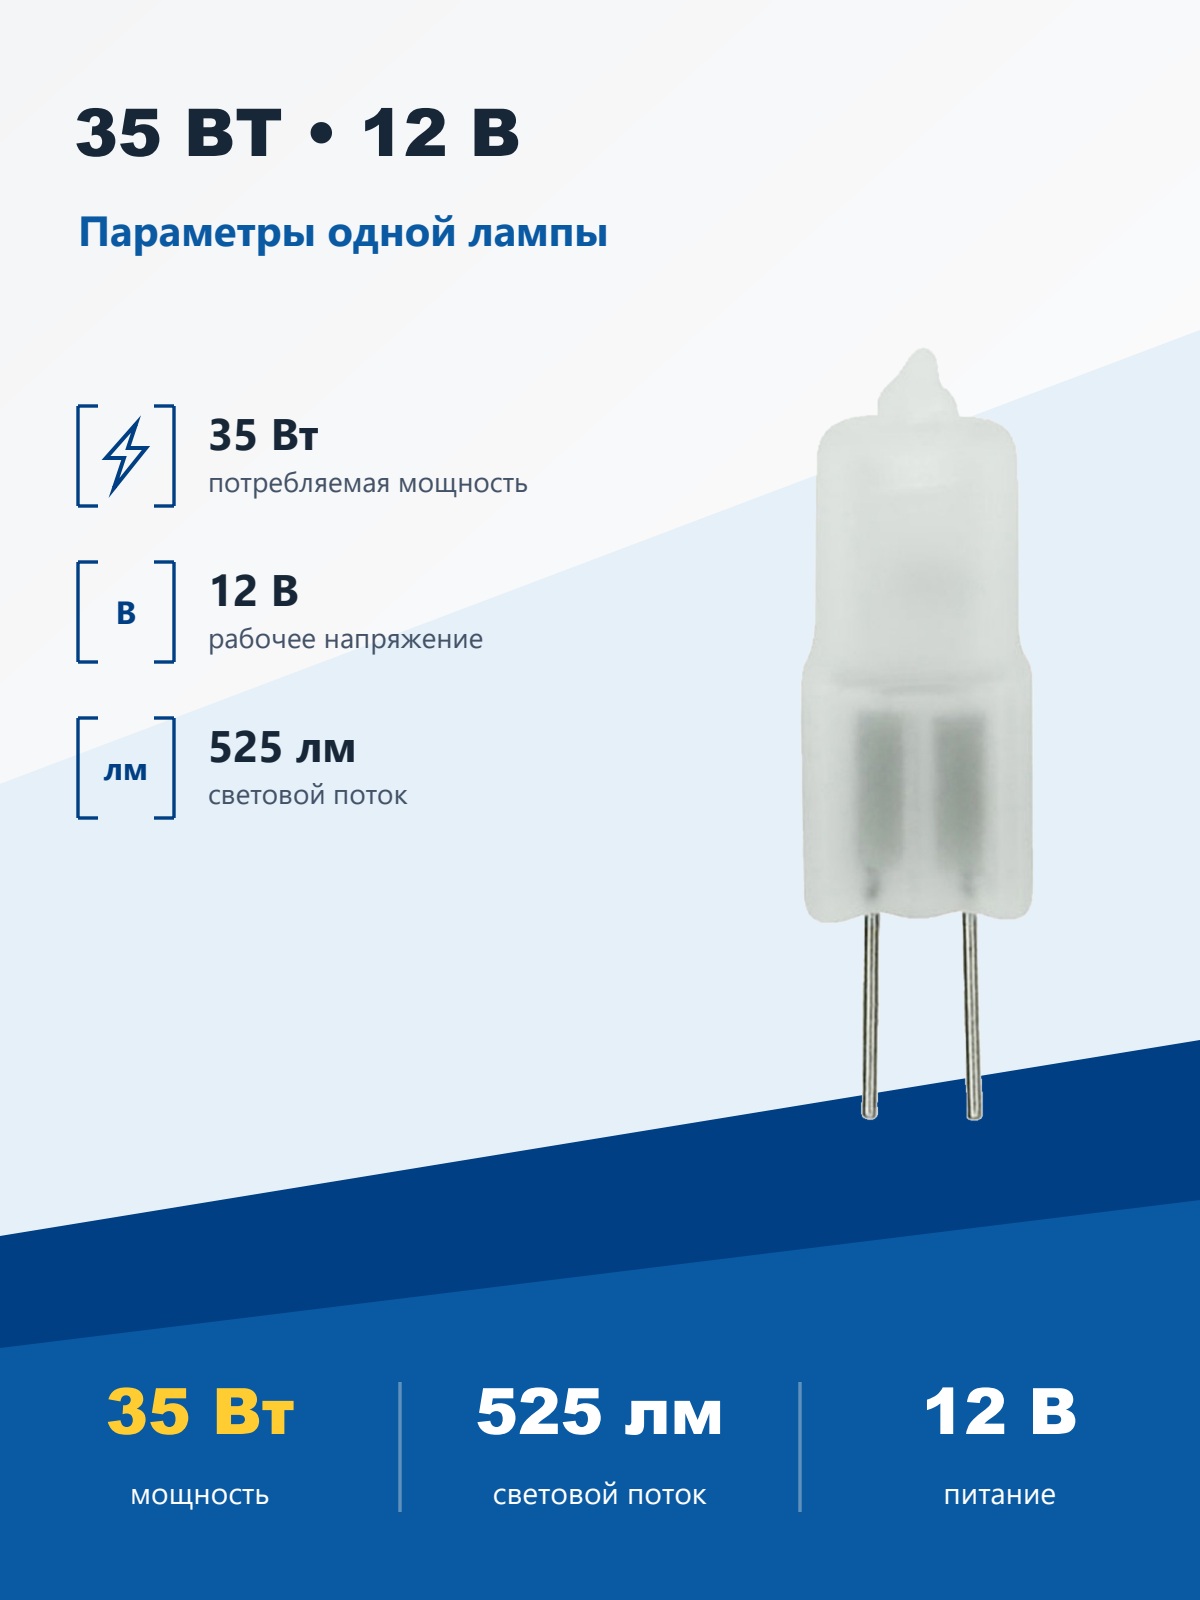 35 ВТ • 12 В
Параметры одной лампы
35 Вт
потребляемая мощность
В
12 В
рабочее напряжение
лм
525 лм
световой поток
35 Вт
525 лм
12 В
мощность
световой поток
питание